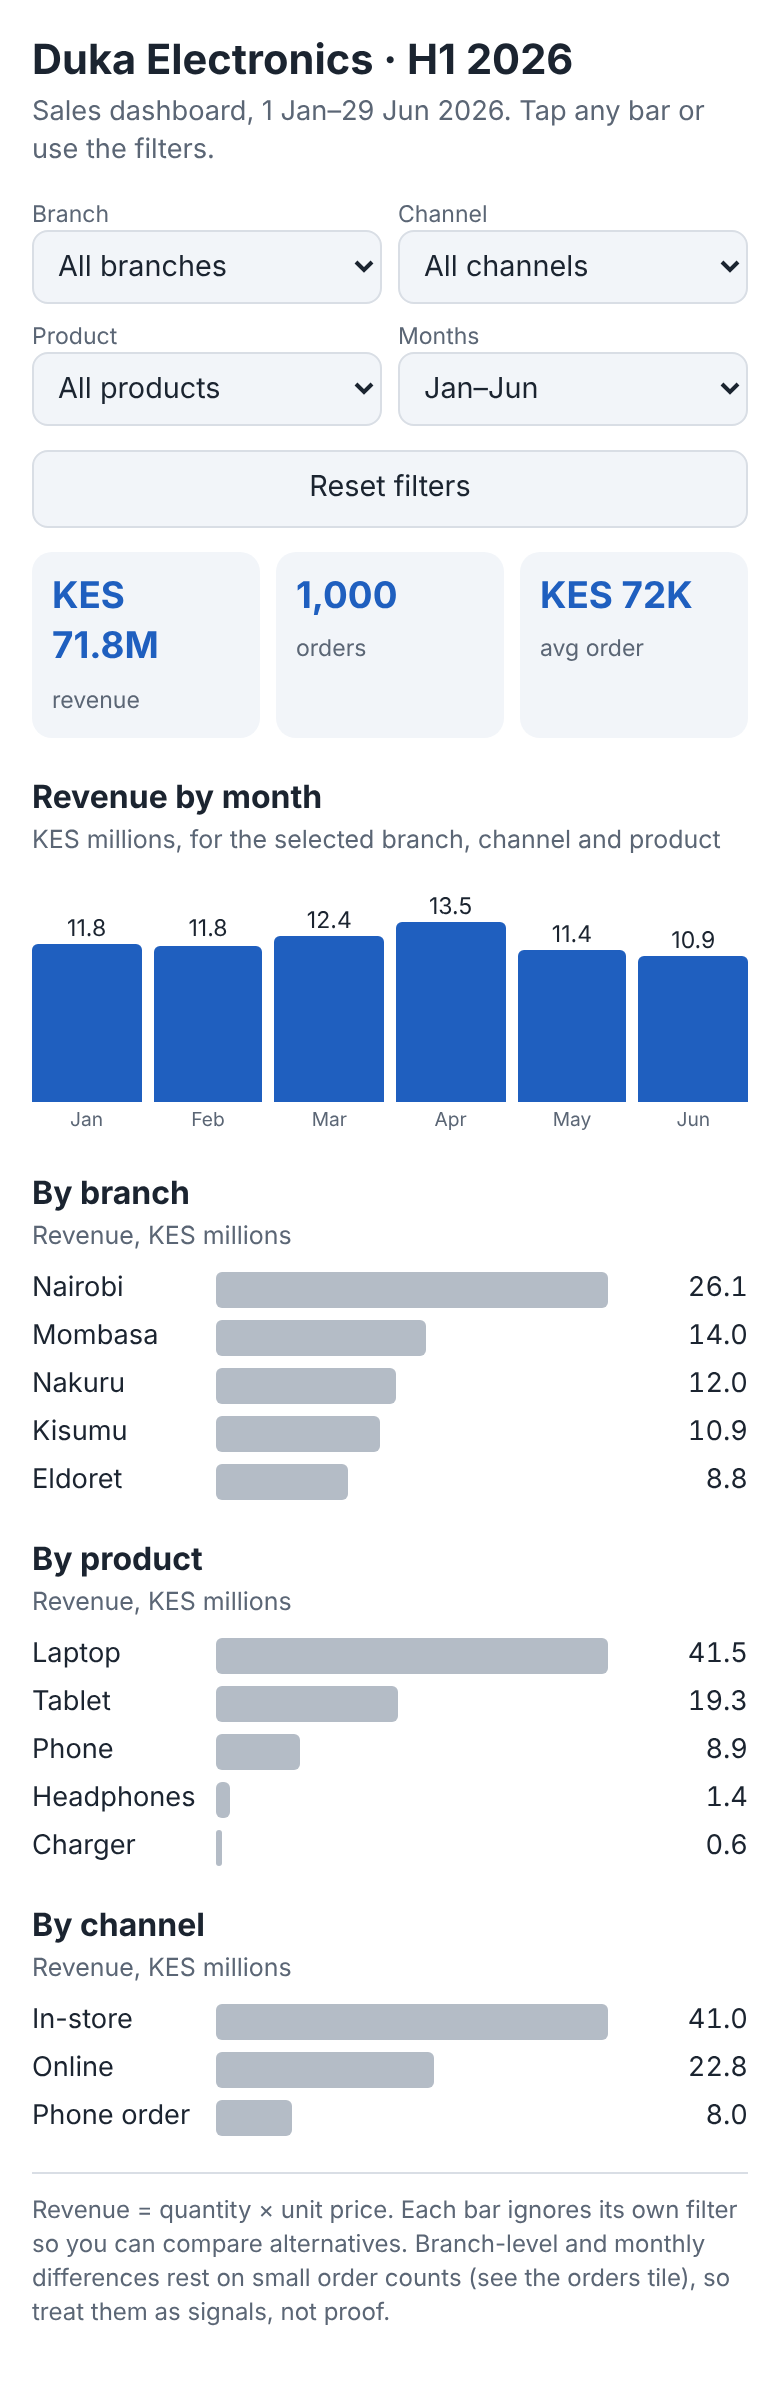 Duka Electronics · H1 2026
Sales dashboard, 1 Jan–29 Jun 2026. Tap any bar or
use the filters.
Branch
Channel
All branches
All channels
Product
Months
All products
Jan–Jun
Reset filters
KES
71.8M
revenue
1,000
orders
KES 72K
avg order
Revenue by month
KES millions, for the selected branch, channel and product
11.8
11.8
12.4
13.5
11.4
10.9
Jan
Feb
Mar
Apr
May
Jun
By branch
Revenue, KES millions
Nairobi 26.1
Mombasa 14.0
Nakuru 12.0
Kisumu 10.9
Eldoret 8.8
By product
Revenue, KES millions
Laptop 41.5
Tablet 19.3
Phone 8.9
Headphones 1.4
Charger 0.6
By channel
Revenue, KES millions
In-store 41.0
Online 22.8
Phone order 8.0
Revenue = quantity × unit price. Each bar ignores its own filter
so you can compare alternatives. Branch-level and monthly
differences rest on small order counts (see the orders tile), so
treat them as signals, not proof.